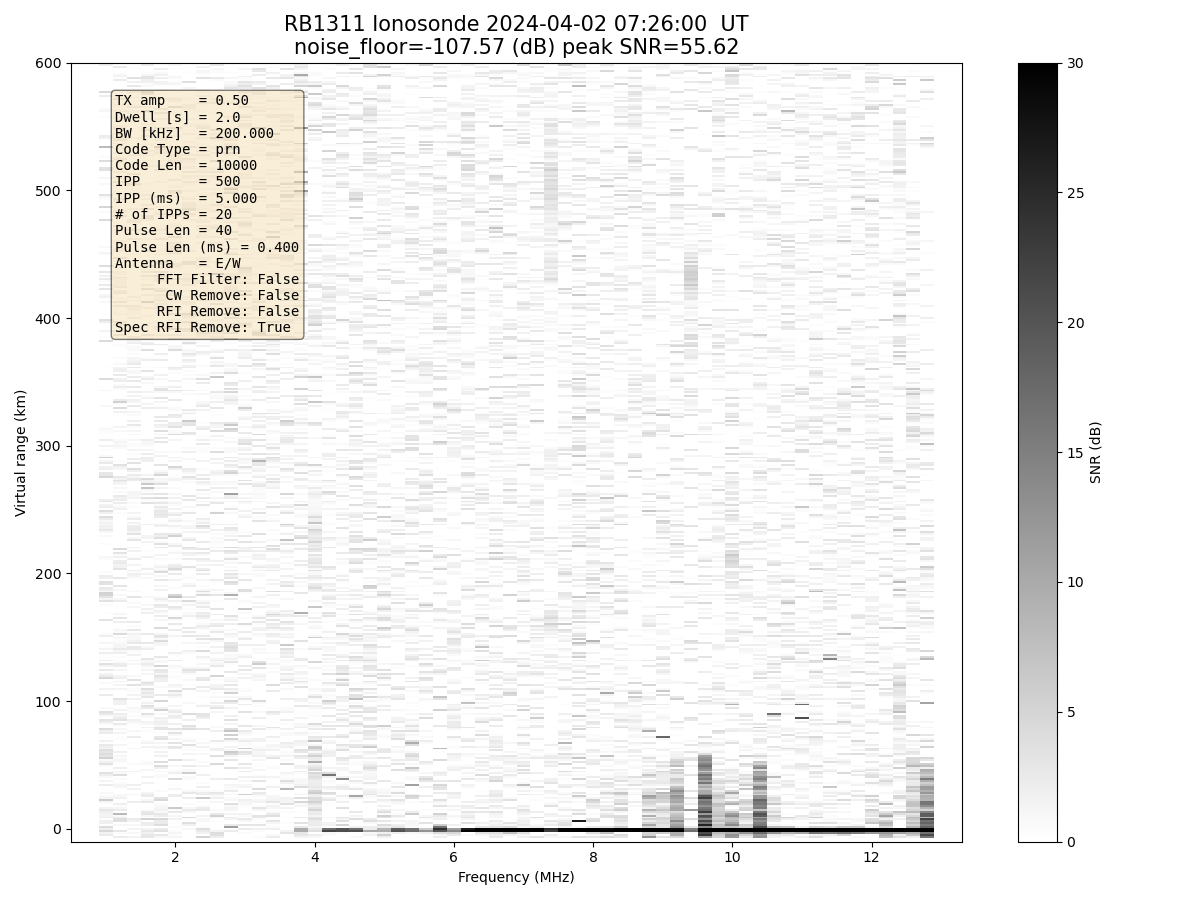 RB1311 Ionosonde 2024-04-02 07:26:00  UT
noise_floor=-107.57 (dB) peak SNR=55.62
TX amp    = 0.50
Dwell [s] = 2.0
BW [kHz]  = 200.000
Code Type = prn
Code Len  = 10000
IPP       = 500
IPP (ms)  = 5.000
# of IPPs = 20
Pulse Len = 40
Pulse Len (ms) = 0.400
Antenna   = E/W
FFT Filter: False
CW Remove: False
RFI Remove: False
Spec RFI Remove: True
Virtual range (km)
600
500
400
300
200
100
0
2 4 6 8 10 12
Frequency (MHz)
30
25
20
15
10
5
0
SNR (dB)